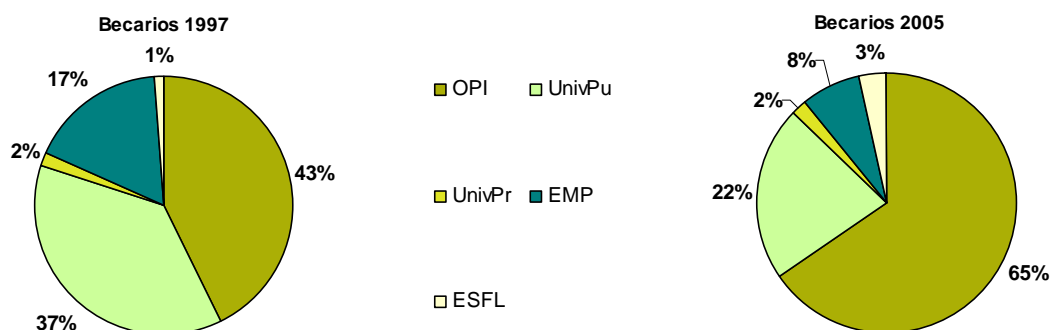 Becarios 1997
1%
17%
2%
43%
37%
OPI
UnivPu
UnivPr
EMP
ESFL
Becarios 2005
3%
8%
2%
22%
65%